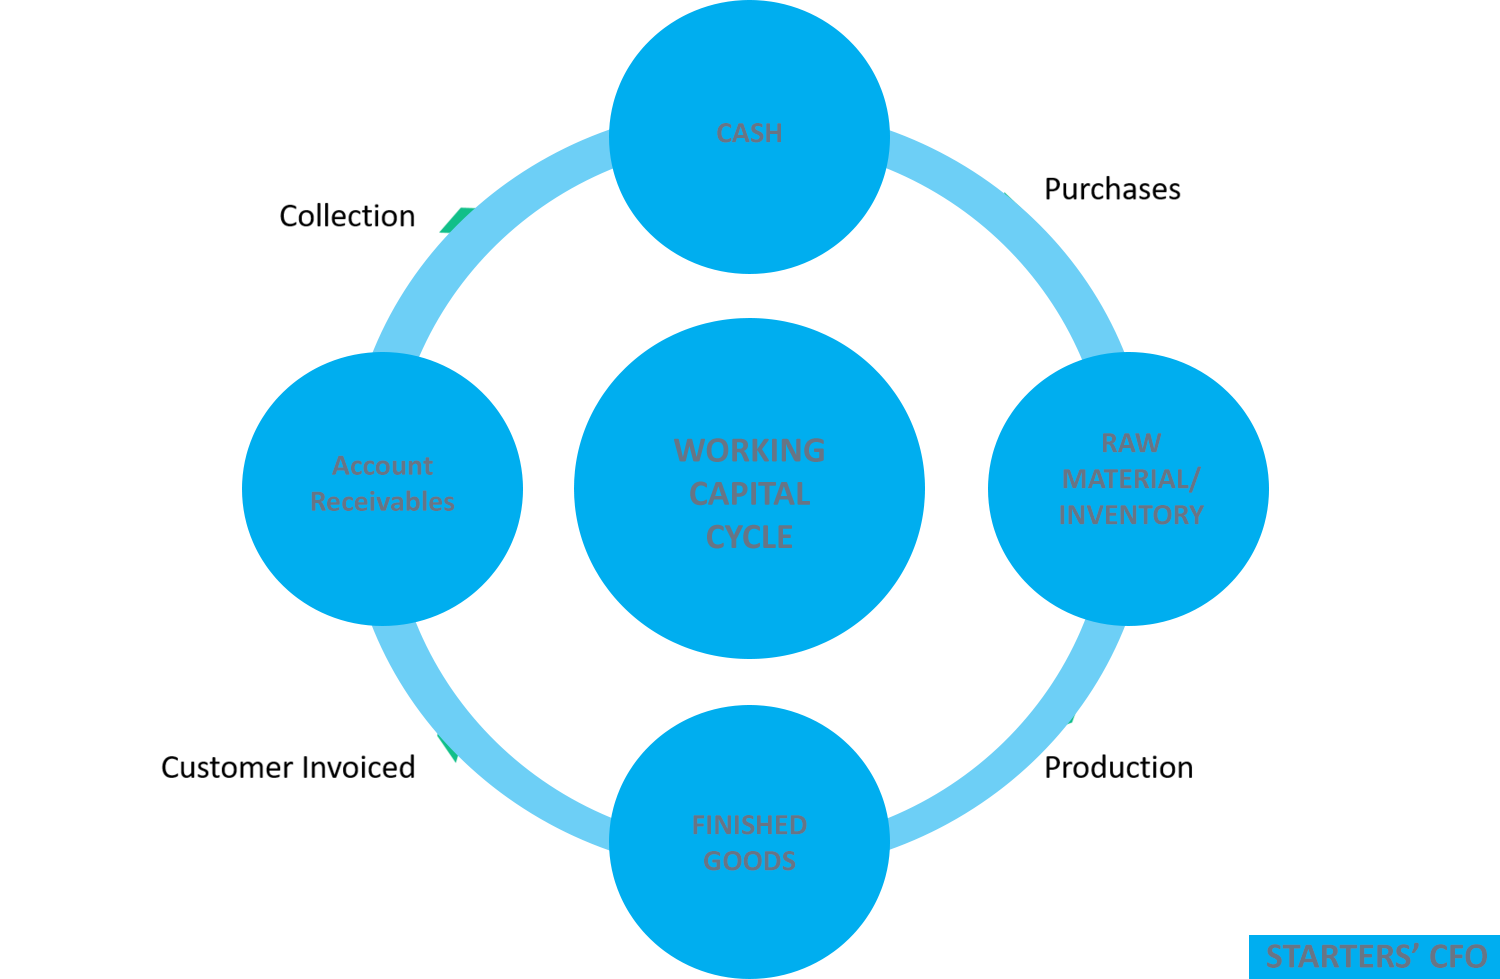 CASH
Purchases
Collection
RAW
MATERIAL/
INVENTORY
WORKING
CAPITAL
CYCLE
Account
Receivables
Production
Customer Invoiced
FINISHED
GOODS
STARTERS’ CFO